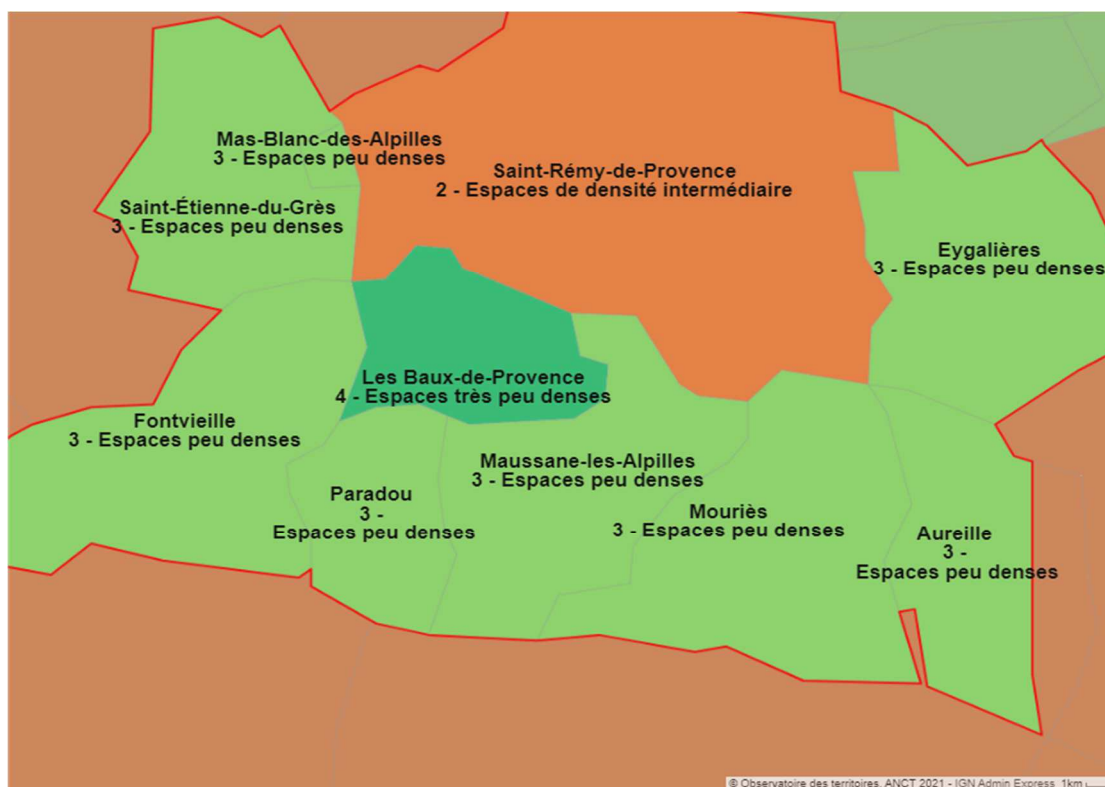 Mas-Blanc-des-Alpilles
3 - Espaces peu denses
Saint-Rémy-de-Provence
2 - Espaces de densité intermédiaire
Saint-Étienne-du-Grès
3 - Espaces peu denses
Eygalières
3 - Espaces peu denses
Les Baux-de-Provence
4 - Espaces très peu denses
Fontvieille
3 - Espaces peu denses
Maussane-les-Alpilles
3 - Espaces peu denses
Paradou
3 -
Espaces peu denses
Mouriès
3 - Espaces peu denses
Aureille
3 -
Espaces peu denses
© Observatoire des territoires, ANCT 2021 - IGN Admin Express 1km